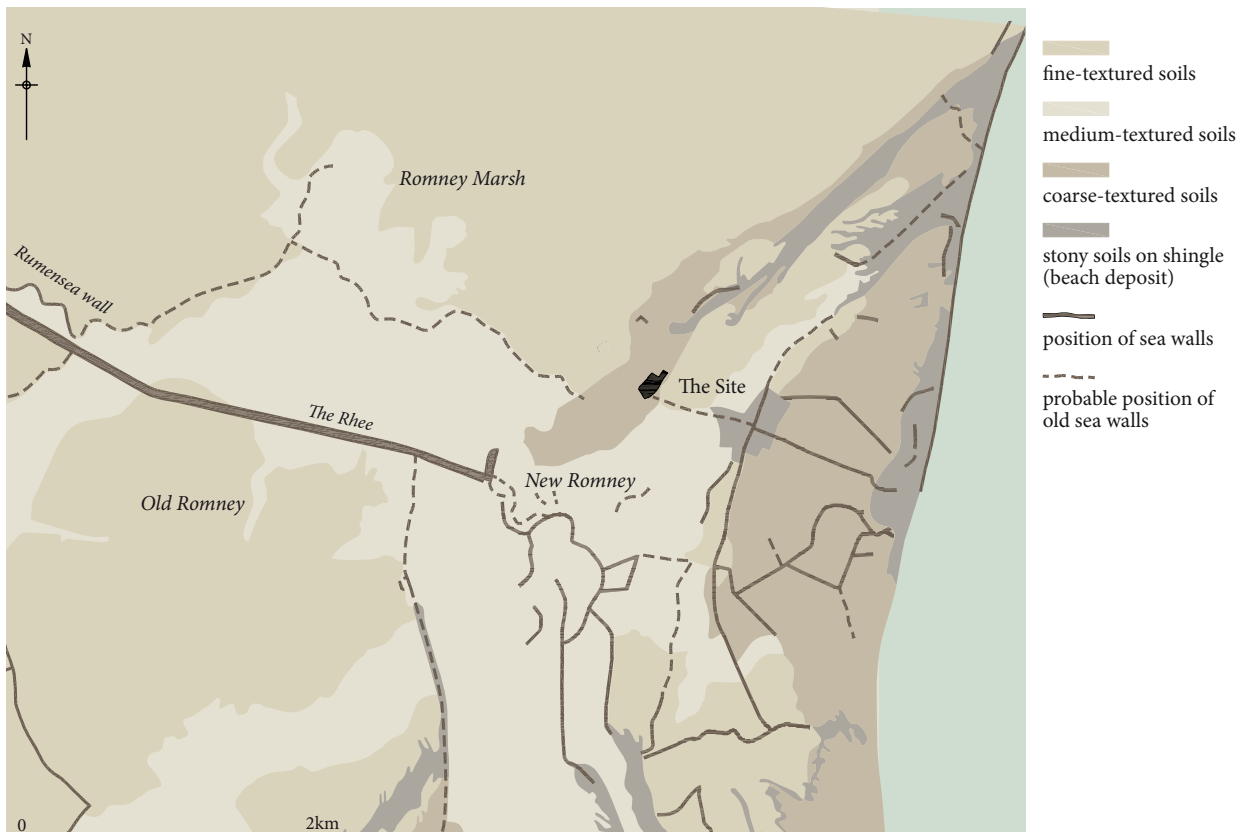 N
Romney Marsh
Rumensea wall
The Site
The Rhee
New Romney
Old Romney
0
2km
fine-textured soils
medium-textured soils
coarse-textured soils
stony soils on shingle
(beach deposit)
position of sea walls
probable position of
old sea walls